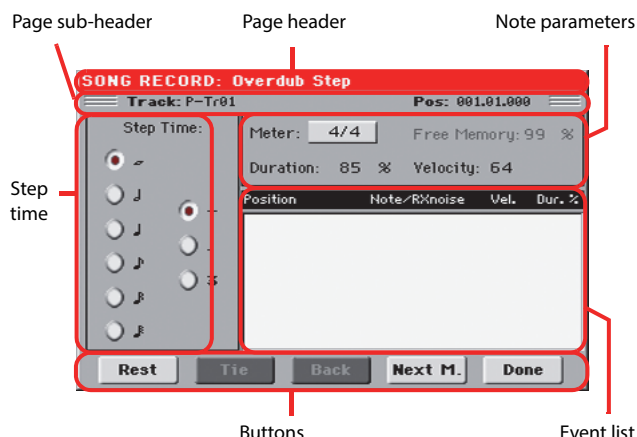 Page sub-header Page header Note parameters
SONG RECORD: Overdub Step
Track: P-Tr01 Pos: 001.01.000
Step Time:
Meter: 4/4 Free Memory: 99 %
Duration: 85 % Velocity: 64
Step
time
Position Note/RXnoise Vel. Dur.%
3
Rest Tie Back Next M. Done
Buttons Event list